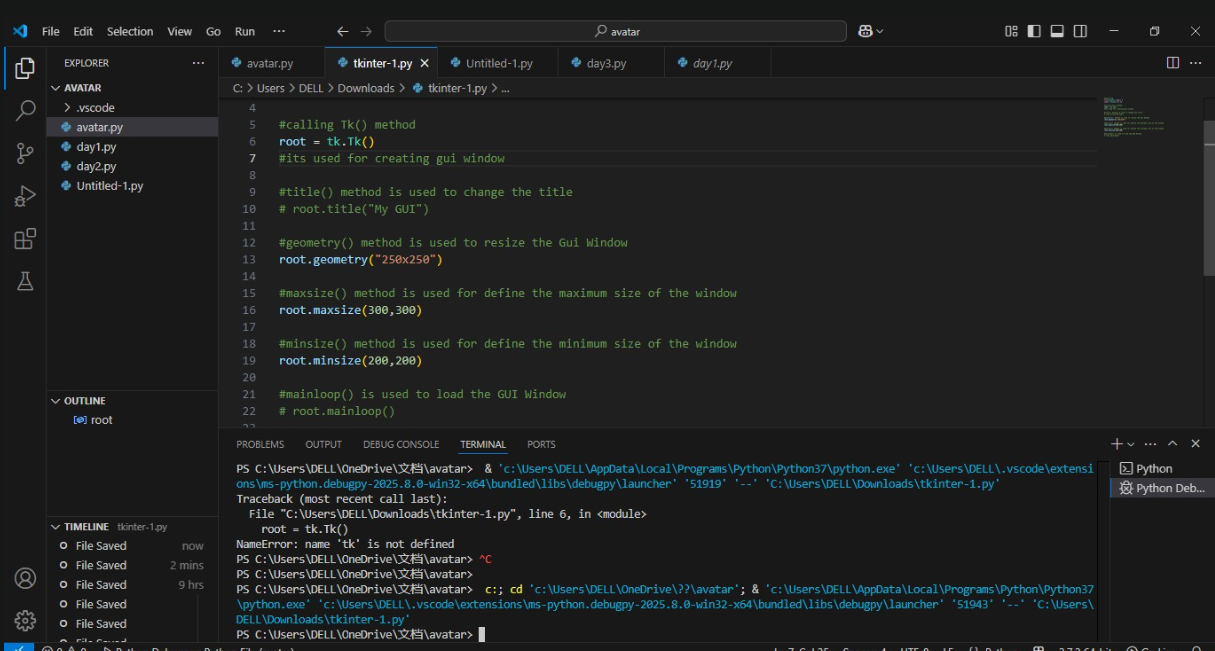 File Edit Selection View Go Run ··· avatar
EXPLORER ···
avatar.py tkinter-1.py Untitled-1.py day3.py day1.py
AVATAR
.vscode
avatar.py
day1.py
day2.py
Untitled-1.py
C: > Users > DELL > Downloads > tkinter-1.py > ...
4
5 #calling Tk() method
6 root = tk.Tk()
7 #its used for creating gui window
8
9 #title() method is used to change the title
10 # root.title("My GUI")
11
12 #geometry() method is used to resize the Gui Window
13 root.geometry("250x250")
14
15 #maxsize() method is used for define the maximum size of the window
16 root.maxsize(300,300)
17
18 #minsize() method is used for define the minimum size of the window
19 root.minsize(200,200)
20
21 #mainloop() is used to load the GUI Window
22 # root.mainloop()
OUTLINE
root
TIMELINE tkinter-1.py
File Saved now
File Saved 2 mins
File Saved 9 hrs
File Saved
File Saved
PROBLEMS OUTPUT DEBUG CONSOLE TERMINAL PORTS
PS C:\Users\DELL\OneDrive\文档\avatar>  & 'c:\Users\DELL\AppData\Local\Programs\Python\Python37\python.exe' 'c:\Users\DELL\.vscode\extensi
ons\ms-python.debugpy-2025.8.0-win32-x64\bundled\libs\debugpy\launcher' '51919' '--' 'C:\Users\DELL\Downloads\tkinter-1.py'
Traceback (most recent call last):
File "C:\Users\DELL\Downloads\tkinter-1.py", line 6, in <module>
root = tk.Tk()
NameError: name 'tk' is not defined
PS C:\Users\DELL\OneDrive\文档\avatar> ^C
PS C:\Users\DELL\OneDrive\文档\avatar>
PS C:\Users\DELL\OneDrive\文档\avatar>  c:; cd 'c:\Users\DELL\OneDrive\??\avatar'; & 'c:\Users\DELL\AppData\Local\Programs\Python\Python37
\python.exe' 'c:\Users\DELL\.vscode\extensions\ms-python.debugpy-2025.8.0-win32-x64\bundled\libs\debugpy\launcher' '51943' '--' 'C:\Users\
DELL\Downloads\tkinter-1.py'
PS C:\Users\DELL\OneDrive\文档\avatar>
Python
Python Deb...